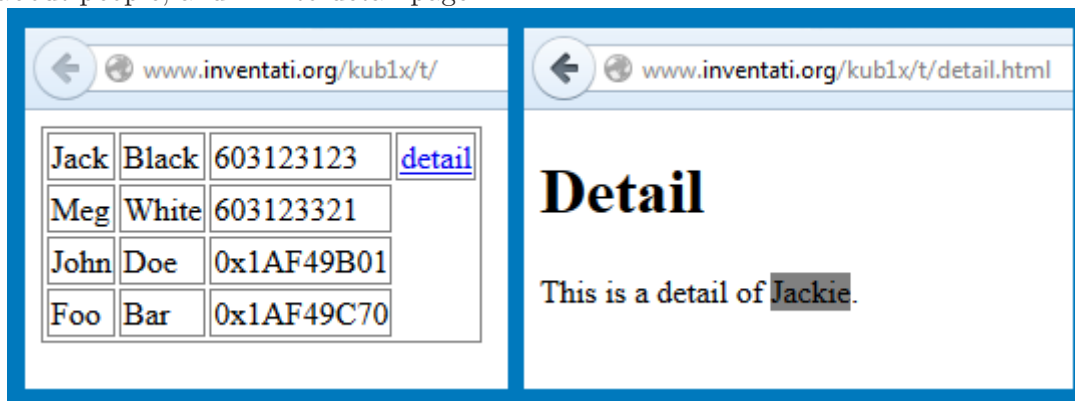 www.inventati.org/kub1x/t/
Jack Black 603123123 detail
Meg White 603123321
John Doe 0x1AF49B01
Foo Bar 0x1AF49C70
www.inventati.org/kub1x/t/detail.html
Detail
This is a detail of Jackie.